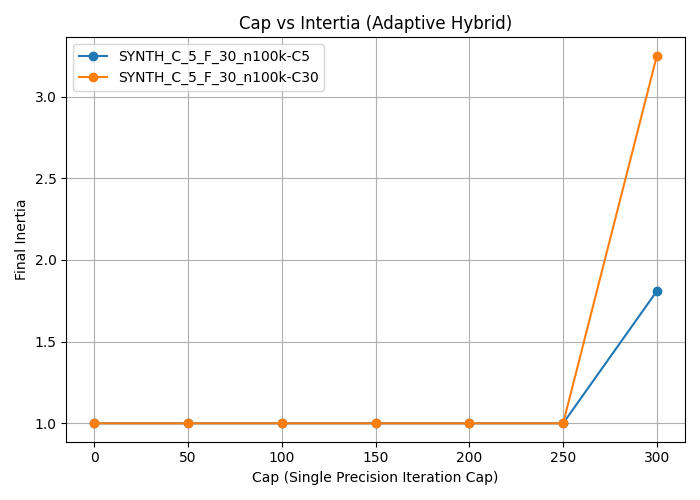 Cap vs Intertia (Adaptive Hybrid)
SYNTH_C_5_F_30_n100k-C5
SYNTH_C_5_F_30_n100k-C30
Final Inertia
3.0
2.5
2.0
1.5
1.0
0 50 100 150 200 250 300
Cap (Single Precision Iteration Cap)